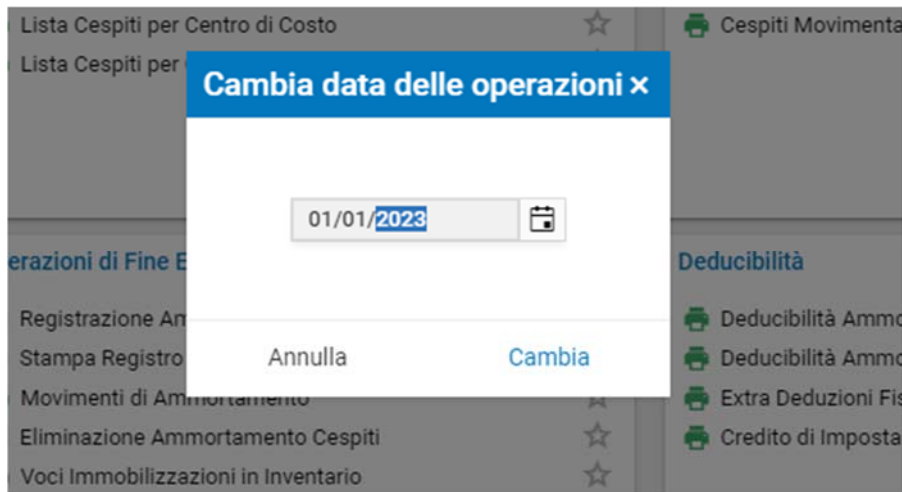 Lista Cespiti per Centro di Costo
Cespiti Movimenta
Lista Cespiti per
Cambia data delle operazioni ×
01/01/2023
erazioni di Fine E
Deducibilità
Registrazione Am
Deducibilità Ammo
Stampa Registro
Annulla
Cambia
Deducibilità Ammo
Movimenti di Ammortamento
Extra Deduzioni Fis
Eliminazione Ammortamento Cespiti
Credito di Imposta
Voci Immobilizzazioni in Inventario